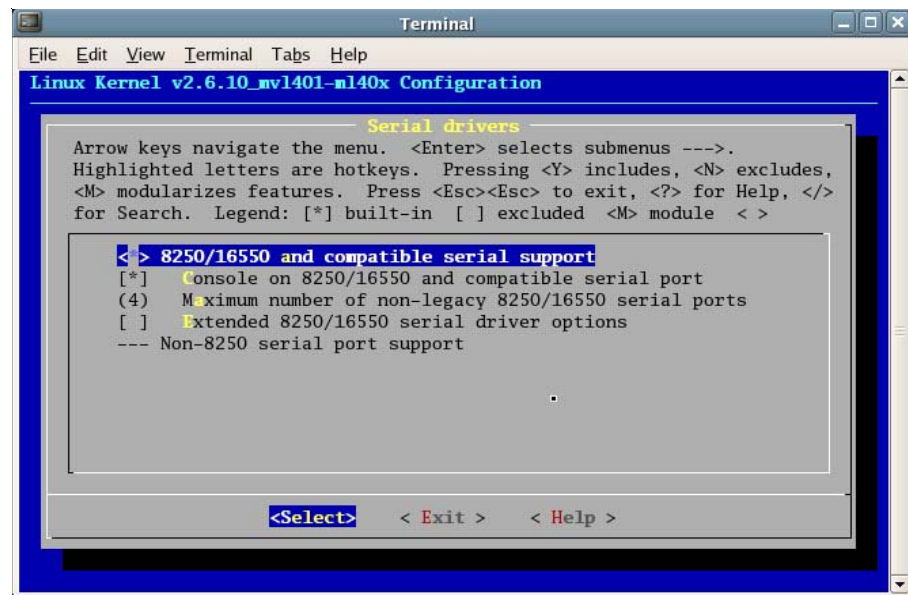 Terminal
File Edit View Terminal Tabs Help
Linux Kernel v2.6.10_mvl401-ml40x Configuration
Serial drivers
Arrow keys navigate the menu. <Enter> selects submenus --->.
Highlighted letters are hotkeys. Pressing <Y> includes, <N> excludes,
<M> modularizes features. Press <Esc><Esc> to exit, <?> for Help, </>
for Search. Legend: [*] built-in [ ] excluded <M> module < >
<*> 8250/16550 and compatible serial support
[*] Console on 8250/16550 and compatible serial port
(4) Maximum number of non-legacy 8250/16550 serial ports
[ ] Extended 8250/16550 serial driver options
--- Non-8250 serial port support
<Select> < Exit > < Help >